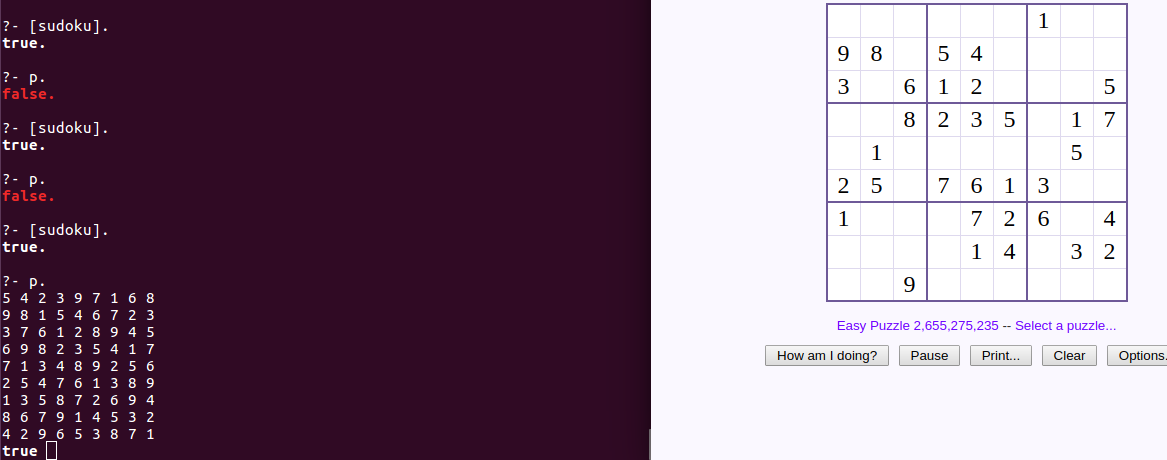 ?- [sudoku].
true.
?- p.
false.
?- [sudoku].
true.
?- p.
false.
?- [sudoku].
true.
?- p.
5 4 2 3 9 7 1 6 8
9 8 1 5 4 6 7 2 3
3 7 6 1 2 8 9 4 5
6 9 8 2 3 5 4 1 7
7 1 3 4 8 9 2 5 6
2 5 4 7 6 1 3 8 9
1 3 5 8 7 2 6 9 4
8 6 7 9 1 4 5 3 2
4 2 9 6 5 3 8 7 1
true
1
9 8 5 4
3 6 1 2 5
8 2 3 5 1 7
1 5
2 5 7 6 1 3
1 7 2 6 4
1 4 3 2
9
Easy Puzzle 2,655,275,235 -- Select a puzzle...
How am I doing? Pause Print... Clear Options.